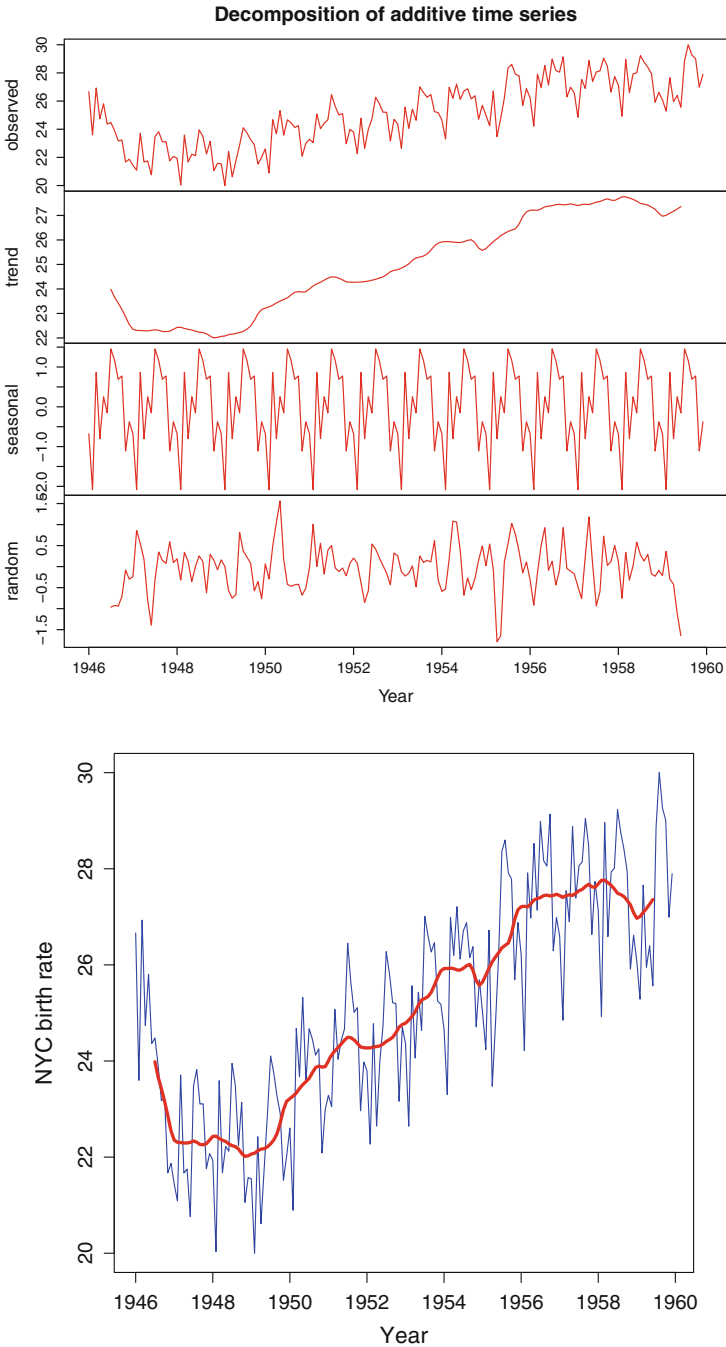 Decomposition of additive time series
observed
20 22 24 26 28 30
trend
22 23 24 25 26 27
seasonal
−2.0 −1.0 0.0 1.0
random
−1.5 −0.5 0.5 1.5
1946 1948 1950 1952 1954 1956 1958 1960
Year
NYC birth rate
20 22 24 26 28 30
1946 1948 1950 1952 1954 1956 1958 1960
Year